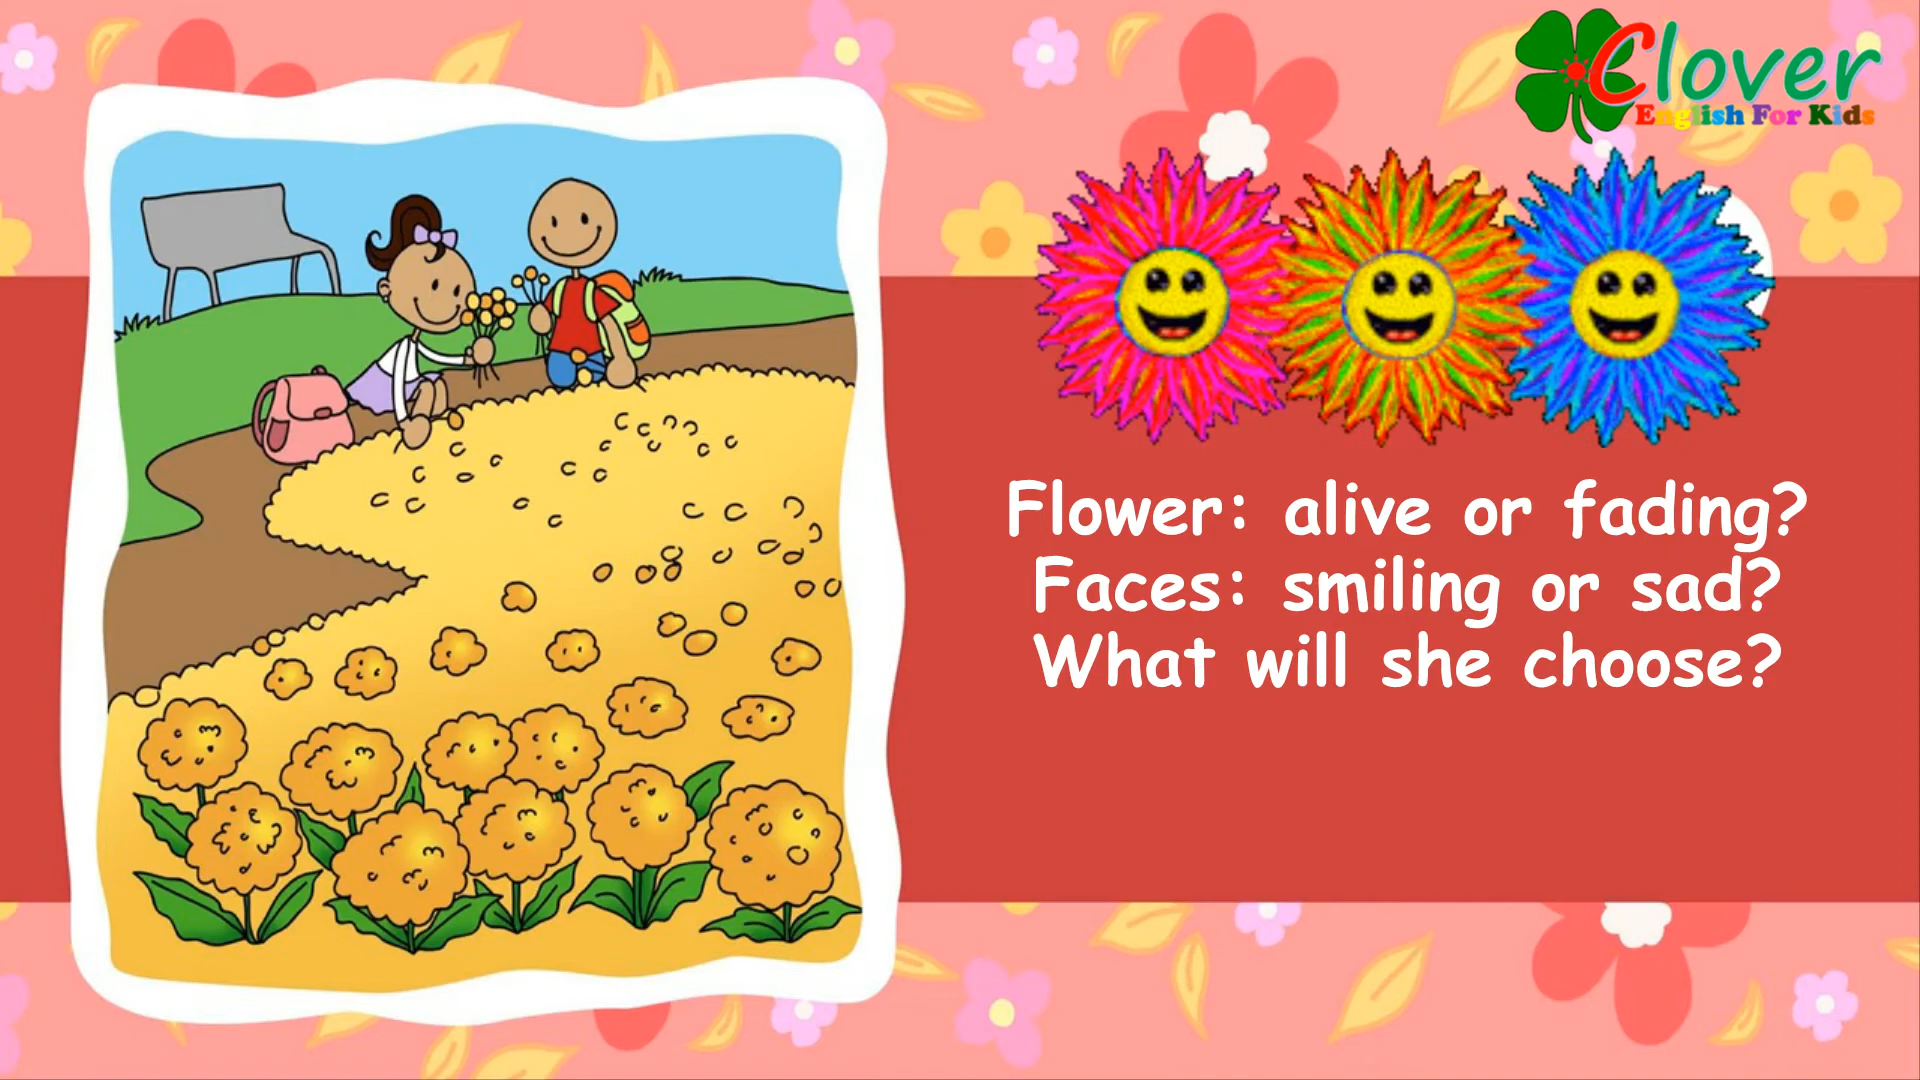 Clover
English For Kids
Flower: alive or fading?
Faces: smiling or sad?
What will she choose?